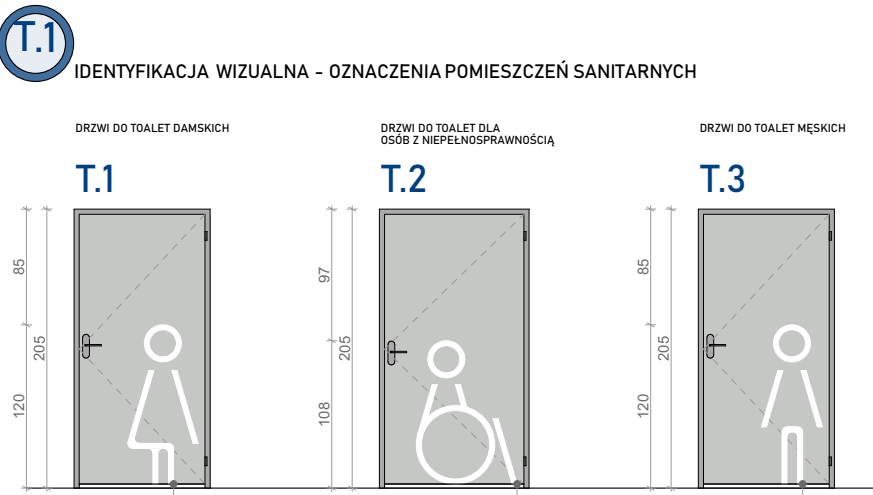 T.1
IDENTYFIKACJA WIZUALNA - OZNACZENIA POMIESZCZEŃ SANITARNYCH
DRZWI DO TOALET DAMSKICH
T.1
85
205
120
DRZWI DO TOALET DLA
OSÓB Z NIEPEŁNOSPRAWNOŚCIĄ
T.2
97
205
108
DRZWI DO TOALET MĘSKICH
T.3
85
205
120